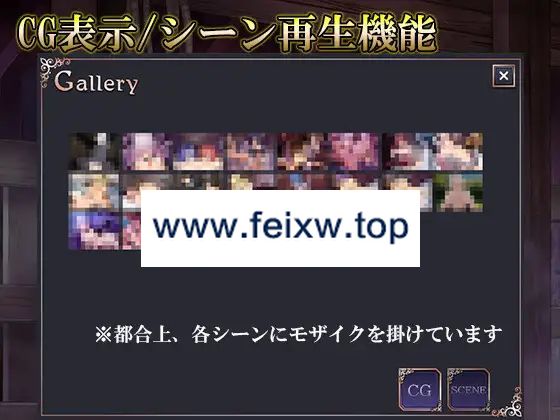 CG表示/シーン再生機能
Gallery
www.feixw.top
※都合上、各シーンにモザイクを掛けています
CG
SCENE